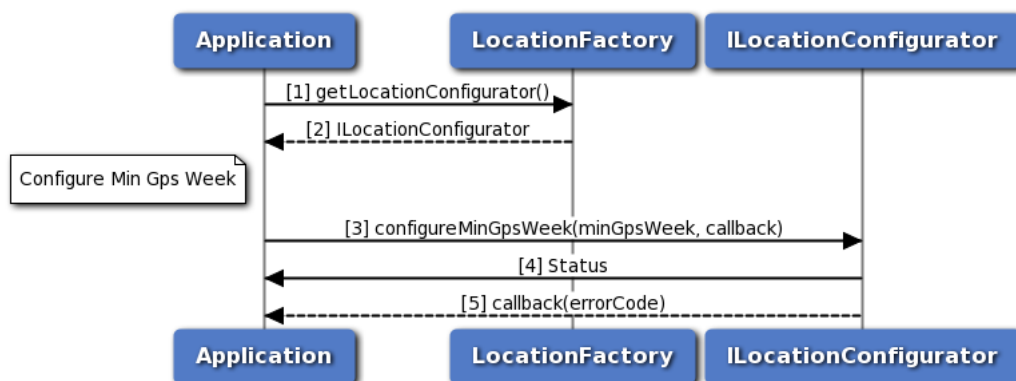 Application
LocationFactory
ILocationConfigurator
[1] getLocationConfigurator()
[2] ILocationConfigurator
Configure Min Gps Week
[3] configureMinGpsWeek(minGpsWeek, callback)
[4] Status
[5] callback(errorCode)
Application
LocationFactory
ILocationConfigurator